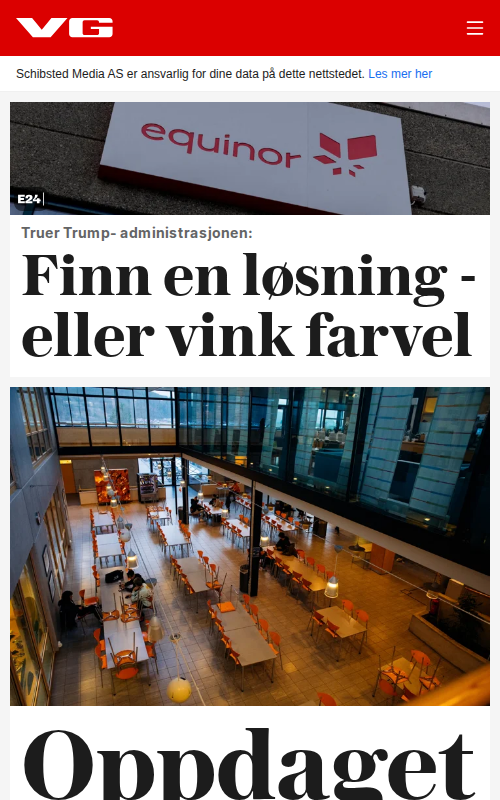 VG
Schibsted Media AS er ansvarlig for dine data på dette nettstedet. Les mer her
equinor
E24
Truer Trump- administrasjonen:
Finn en løsning -
eller vink farvel
Oppdaget